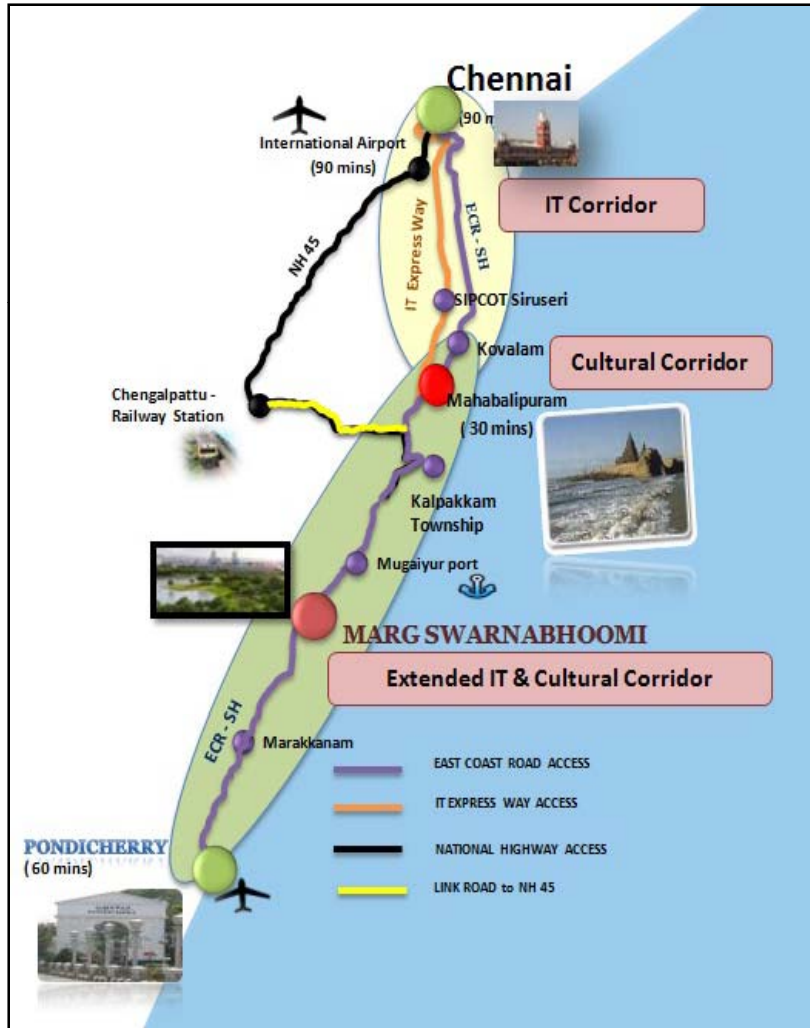 Chennai
(90 m
International Airport
(90 mins)
IT Corridor
NH 45
IT Express Way
ECR - SH
SIPCOT Siruseri
Kovalam
Cultural Corridor
Chengalpattu -
Railway Station
Mahabalipuram
( 30 mins)
Kalpakkam
Township
Mugaiyur port
MARG SWARNABHOOMI
Extended IT & Cultural Corridor
ECR - SH
Marakkanam
EAST COAST ROAD ACCESS
IT EXPRESS WAY ACCESS
NATIONAL HIGHWAY ACCESS
LINK ROAD to NH 45
PONDICHERRY
( 60 mins)